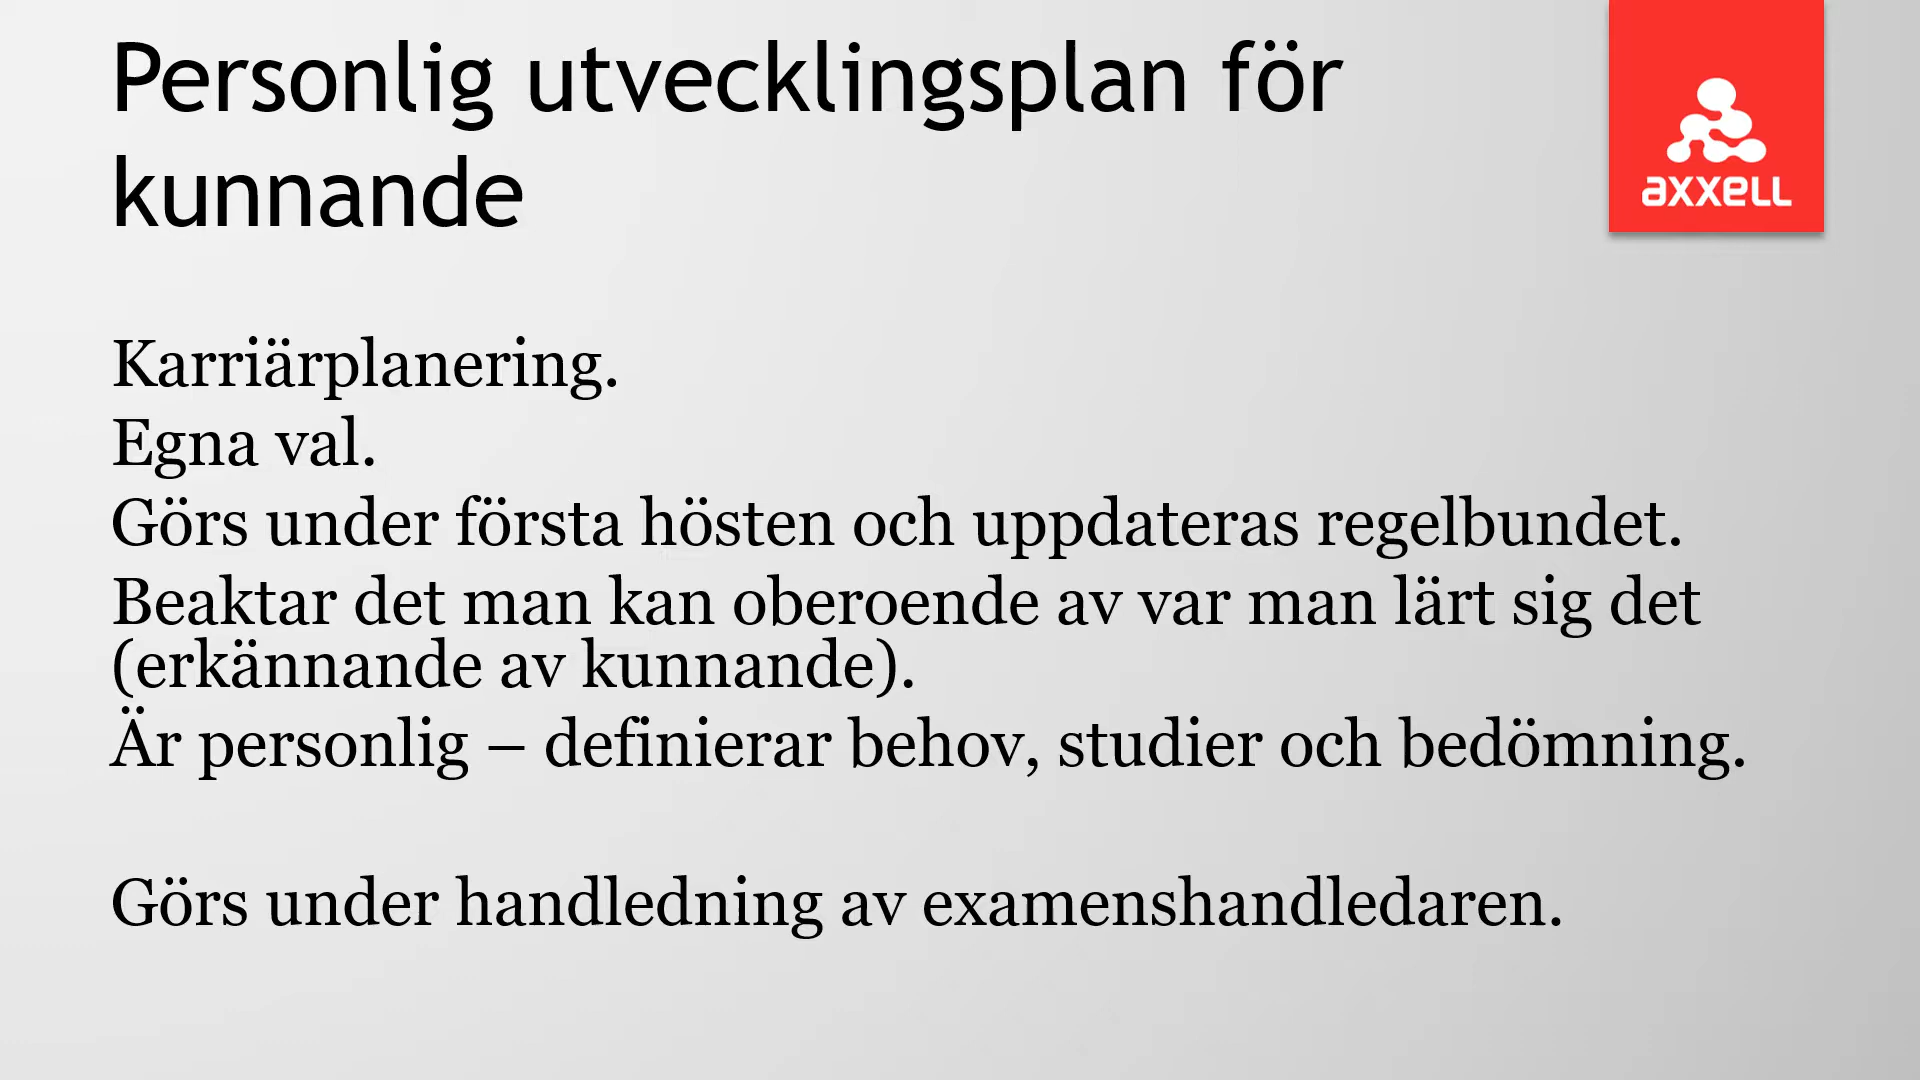 Personlig utvecklingsplan för
kunnande
axxell
Karriärplanering.
Egna val.
Görs under första hösten och uppdateras regelbundet.
Beaktar det man kan oberoende av var man lärt sig det
(erkännande av kunnande).
Är personlig – definierar behov, studier och bedömning.
Görs under handledning av examenshandledaren.